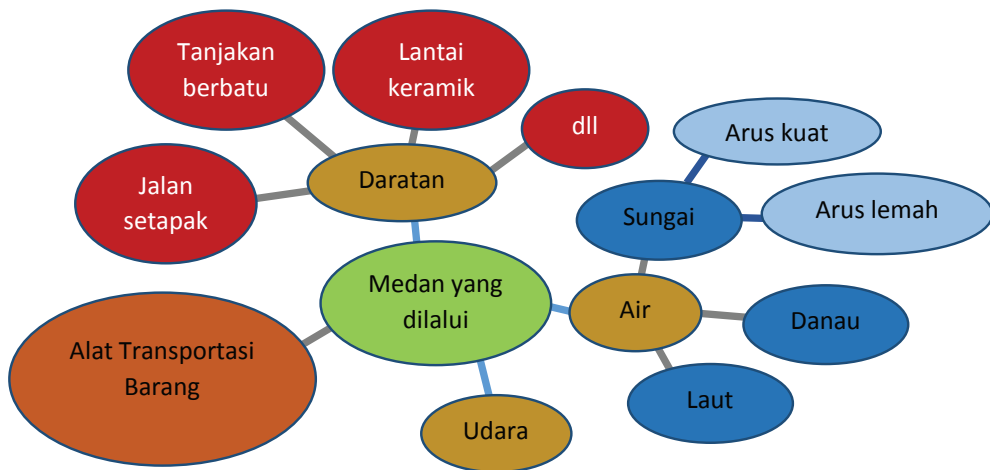 Tanjakan
berbatu
Lantai
keramik
dll
Arus kuat
Jalan
setapak
Daratan
Sungai
Arus lemah
Medan yang
dilalui
Air
Danau
Alat Transportasi
Barang
Laut
Udara